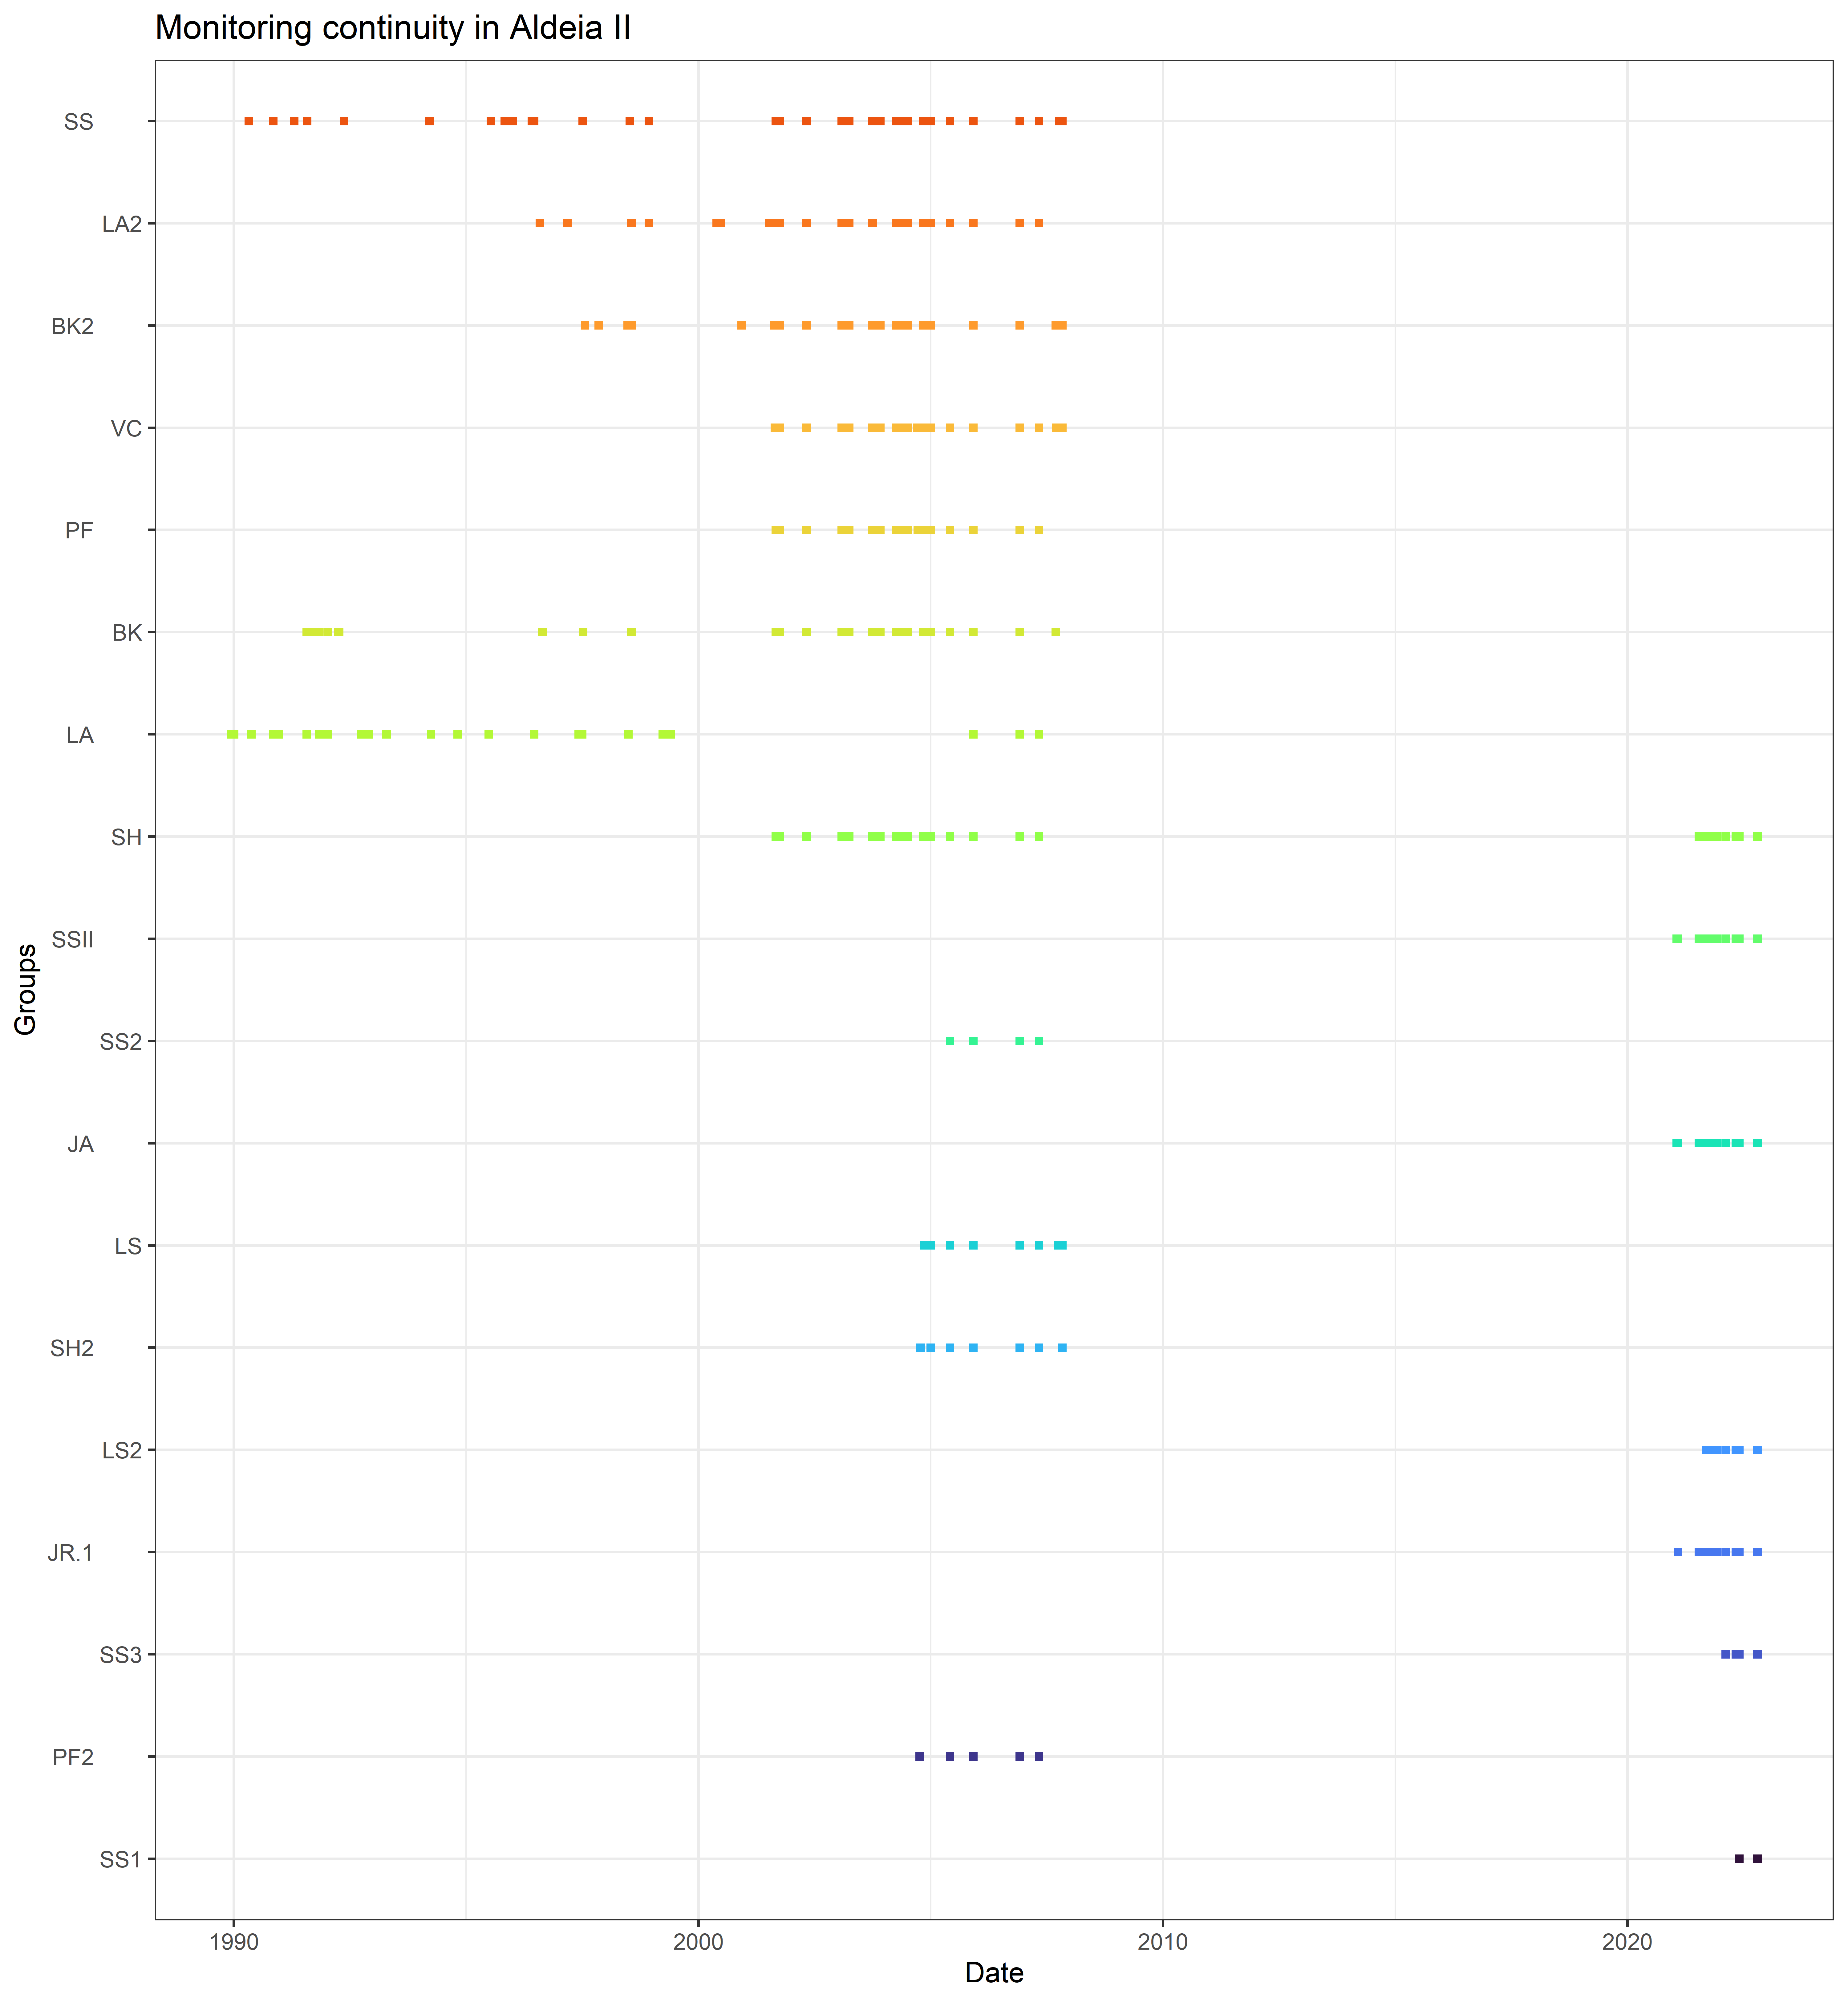 Monitoring continuity in Aldeia II
SS
LA2
BK2
VC
PF
BK
LA
SH
SSII
SS2
JA
LS
SH2
LS2
JR.1
SS3
PF2
SS1
Groups
1990
2000
2010
2020
Date